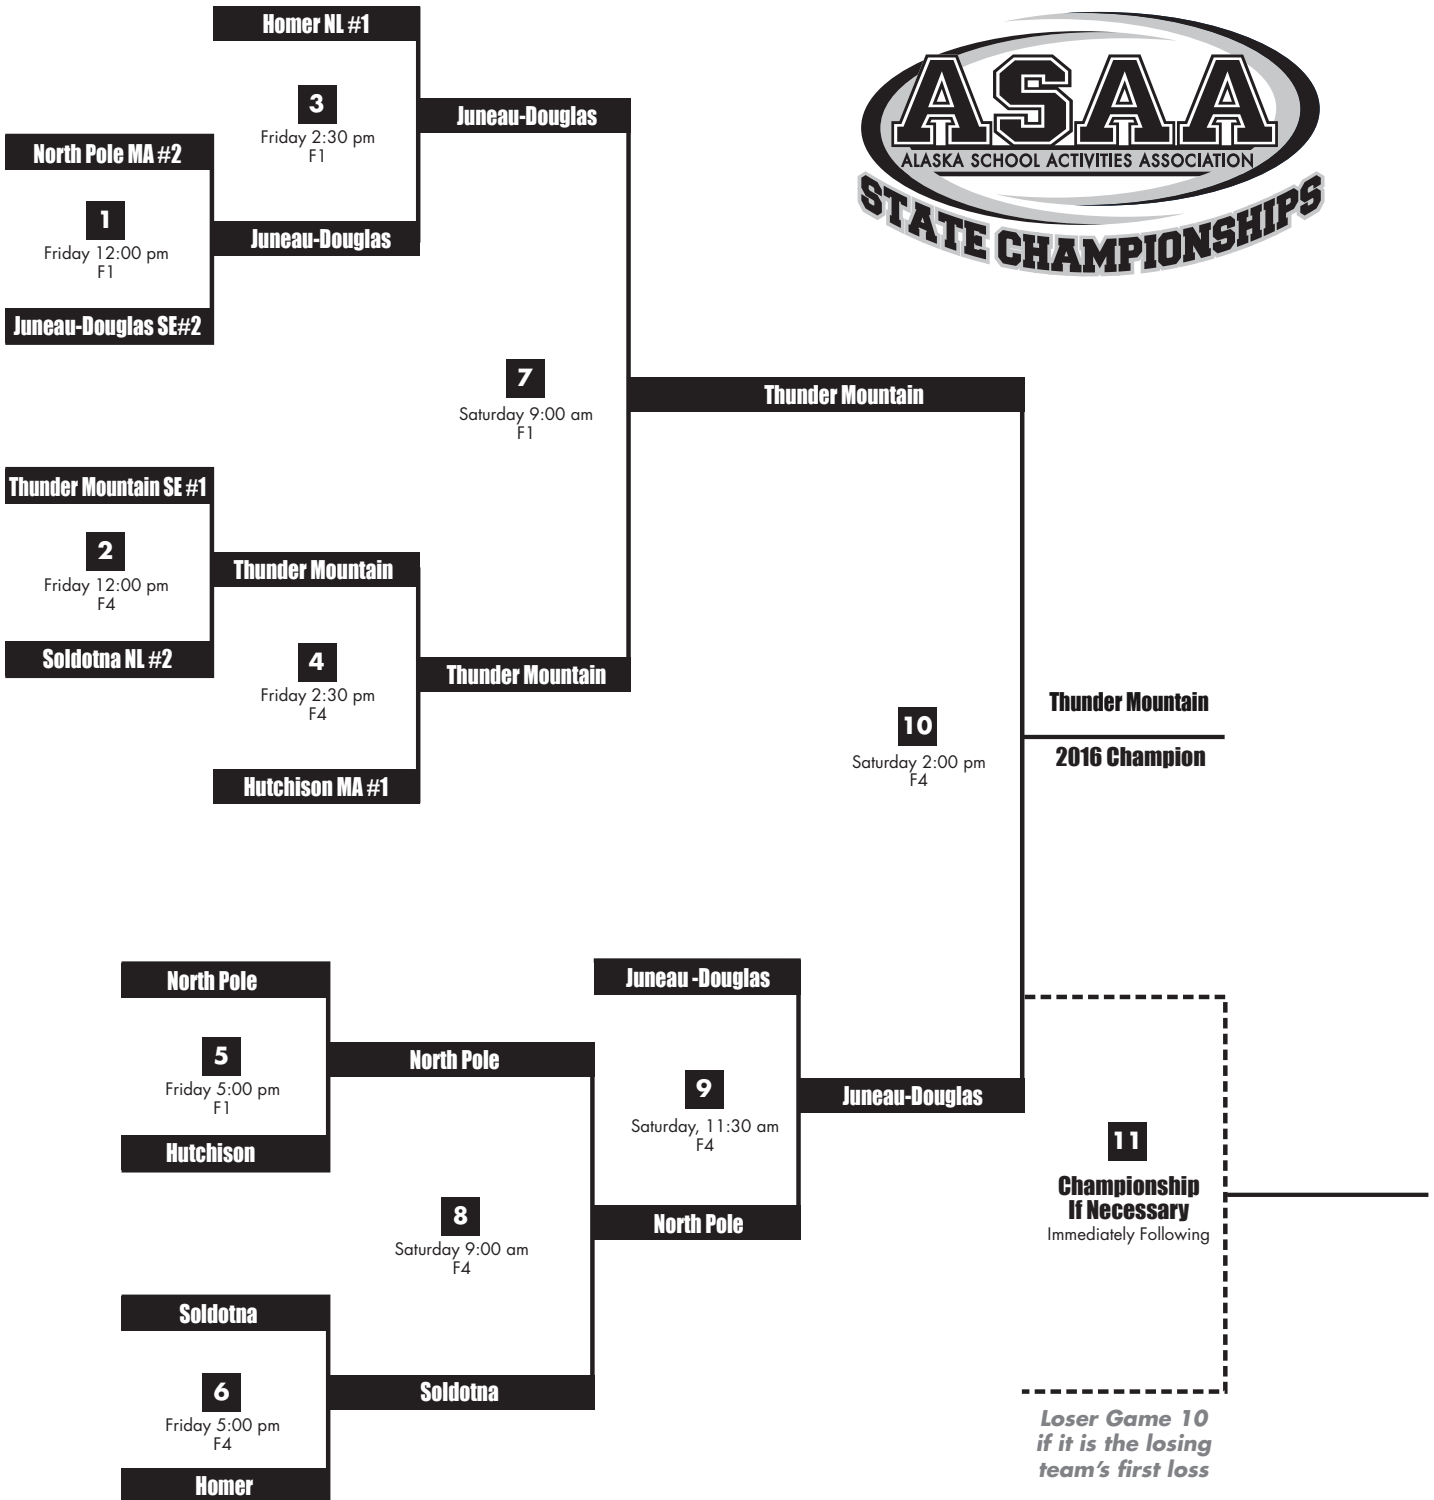 Homer NL #1
3
Friday 2:30 pm
F1
Juneau-Douglas
North Pole MA #2
1
Friday 12:00 pm
F1
Juneau-Douglas
Juneau-Douglas SE#2
ASAA
ALASKA SCHOOL ACTIVITIES ASSOCIATION
STATE CHAMPIONSHIPS
7
Saturday 9:00 am
F1
Thunder Mountain
Thunder Mountain SE #1
2
Friday 12:00 pm
F4
Thunder Mountain
Soldotna NL #2
4
Friday 2:30 pm
F4
Thunder Mountain
Hutchison MA #1
10
Saturday 2:00 pm
F4
Thunder Mountain
2016 Champion
North Pole
5
Friday 5:00 pm
F1
North Pole
Hutchison
8
Saturday 9:00 am
F4
Soldotna
6
Friday 5:00 pm
F4
Soldotna
Homer
Juneau -Douglas
9
Saturday, 11:30 am
F4
Juneau-Douglas
North Pole
11
Championship
If Necessary
Immediately Following
Loser Game 10
if it is the losing
team's first loss